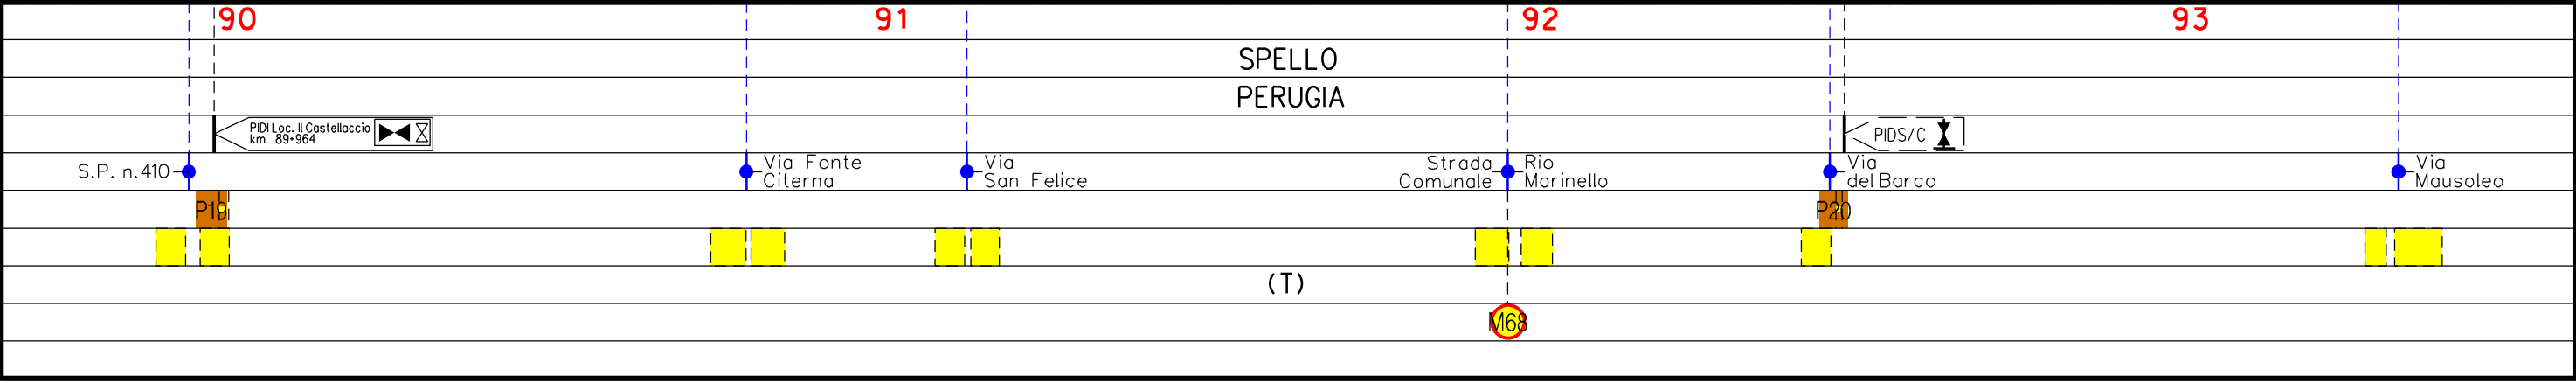 90 91 92 93
SPELLO
PERUGIA
PIDI Loc. Il Castellaccio
km 89+964
PIDS/C
S.P. n.410
Via Fonte
Citerna
Via
San Felice
Strada
Comunale
Rio
Marinello
Via
del Barco
Via
Mausoleo
P19 P20
(T)
M68